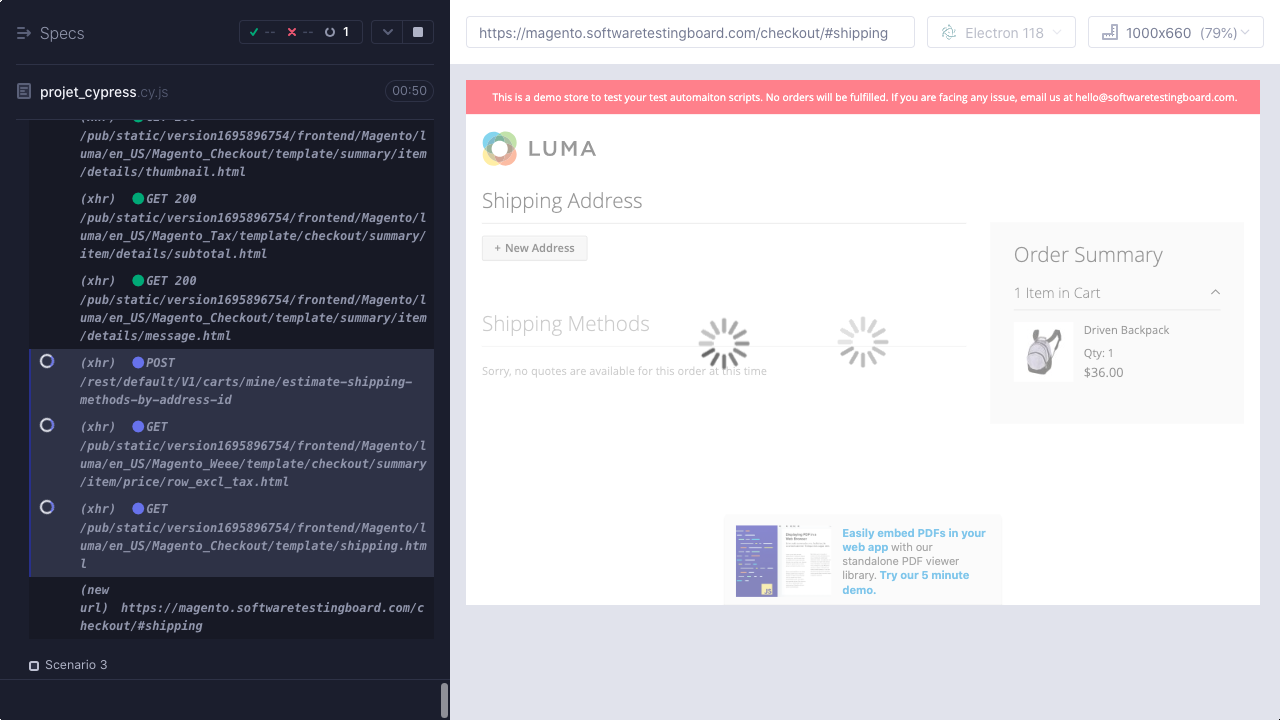 Specs
-- -- 1
https://magento.softwaretestingboard.com/checkout/#shipping
Electron 118
1000x660 (79%)
projet_cypress.cy.js
00:50
(xhr) GET 200
/pub/static/version1695896754/frontend/Magento/l
uma/en_US/Magento_Checkout/template/summary/item
/details/thumbnail.html
(xhr) GET 200
/pub/static/version1695896754/frontend/Magento/l
uma/en_US/Magento_Tax/template/checkout/summary/
item/details/subtotal.html
(xhr) GET 200
/pub/static/version1695896754/frontend/Magento/l
uma/en_US/Magento_Checkout/template/summary/item
/details/message.html
(xhr) POST
/rest/default/V1/carts/mine/estimate-shipping-
methods-by-address-id
(xhr) GET
/pub/static/version1695896754/frontend/Magento/l
uma/en_US/Magento_Weee/template/checkout/summary
/item/price/row_excl_tax.html
(xhr) GET
/pub/static/version1695896754/frontend/Magento/l
uma/en_US/Magento_Checkout/template/shipping.htm
l
(new
url) https://magento.softwaretestingboard.com/c
heckout/#shipping
Scenario 3
This is a demo store to test your test automaiton scripts. No orders will be fulfilled. If you are facing any issue, email us at hello@softwaretestingboard.com.
LUMA
Shipping Address
+ New Address
Shipping Methods
Sorry, no quotes are available for this order at this time
Order Summary
1 Item in Cart
Driven Backpack
Qty: 1
$36.00
Easily embed PDFs in your
web app with our
standalone PDF viewer
library. Try our 5 minute
demo.